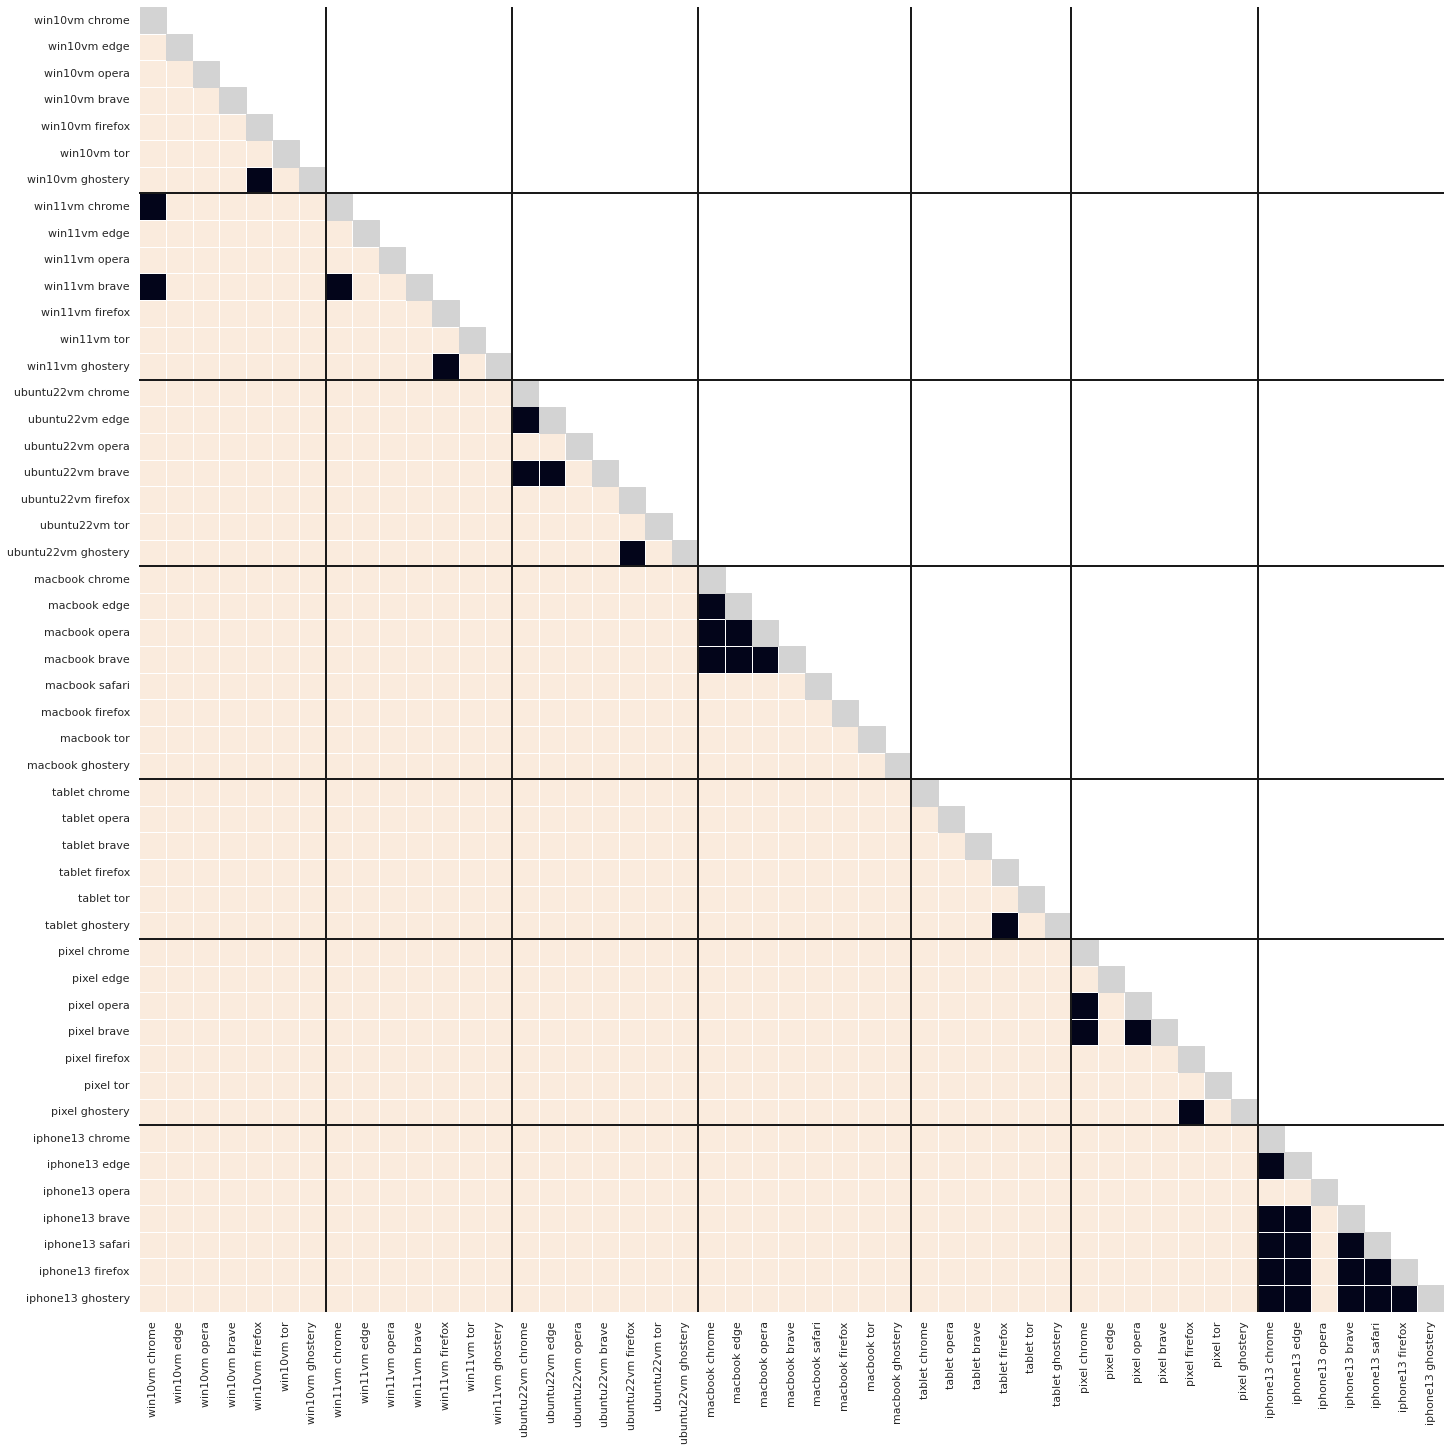 win10vm chrome
win10vm edge
win10vm opera
win10vm brave
win10vm firefox
win10vm tor
win10vm ghostery
win11vm chrome
win11vm edge
win11vm opera
win11vm brave
win11vm firefox
win11vm tor
win11vm ghostery
ubuntu22vm chrome
ubuntu22vm edge
ubuntu22vm opera
ubuntu22vm brave
ubuntu22vm firefox
ubuntu22vm tor
ubuntu22vm ghostery
macbook chrome
macbook edge
macbook opera
macbook brave
macbook safari
macbook firefox
macbook tor
macbook ghostery
tablet chrome
tablet opera
tablet brave
tablet firefox
tablet tor
tablet ghostery
pixel chrome
pixel edge
pixel opera
pixel brave
pixel firefox
pixel tor
pixel ghostery
iphone13 chrome
iphone13 edge
iphone13 opera
iphone13 brave
iphone13 safari
iphone13 firefox
iphone13 ghostery
win10vm chrome
win10vm edge
win10vm opera
win10vm brave
win10vm firefox
win10vm tor
win10vm ghostery
win11vm chrome
win11vm edge
win11vm opera
win11vm brave
win11vm firefox
win11vm tor
win11vm ghostery
ubuntu22vm chrome
ubuntu22vm edge
ubuntu22vm opera
ubuntu22vm brave
ubuntu22vm firefox
ubuntu22vm tor
ubuntu22vm ghostery
macbook chrome
macbook edge
macbook opera
macbook brave
macbook safari
macbook firefox
macbook tor
macbook ghostery
tablet chrome
tablet opera
tablet brave
tablet firefox
tablet tor
tablet ghostery
pixel chrome
pixel edge
pixel opera
pixel brave
pixel firefox
pixel tor
pixel ghostery
iphone13 chrome
iphone13 edge
iphone13 opera
iphone13 brave
iphone13 safari
iphone13 firefox
iphone13 ghostery